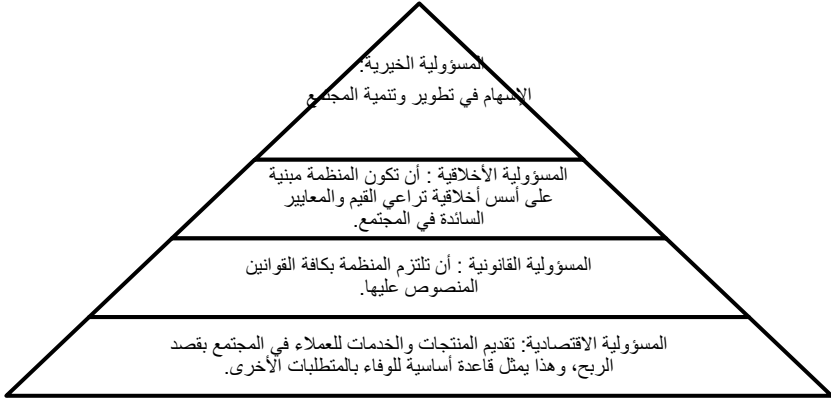 المسؤولية الخيرية:
الإسهام في تطوير وتنمية المجتمع
المسؤولية الأخلاقية : أن تكون المنظمة مبنية
على أسس أخلاقية تراعي القيم والمعايير
السائدة في المجتمع.
المسؤولية القانونية : أن تلتزم المنظمة بكافة القوانين
المنصوص عليها.
المسؤولية الاقتصادية: تقديم المنتجات والخدمات للعملاء في المجتمع بقصد
الربح، وهذا يمثل قاعدة أساسية للوفاء بالمتطلبات الأخرى.